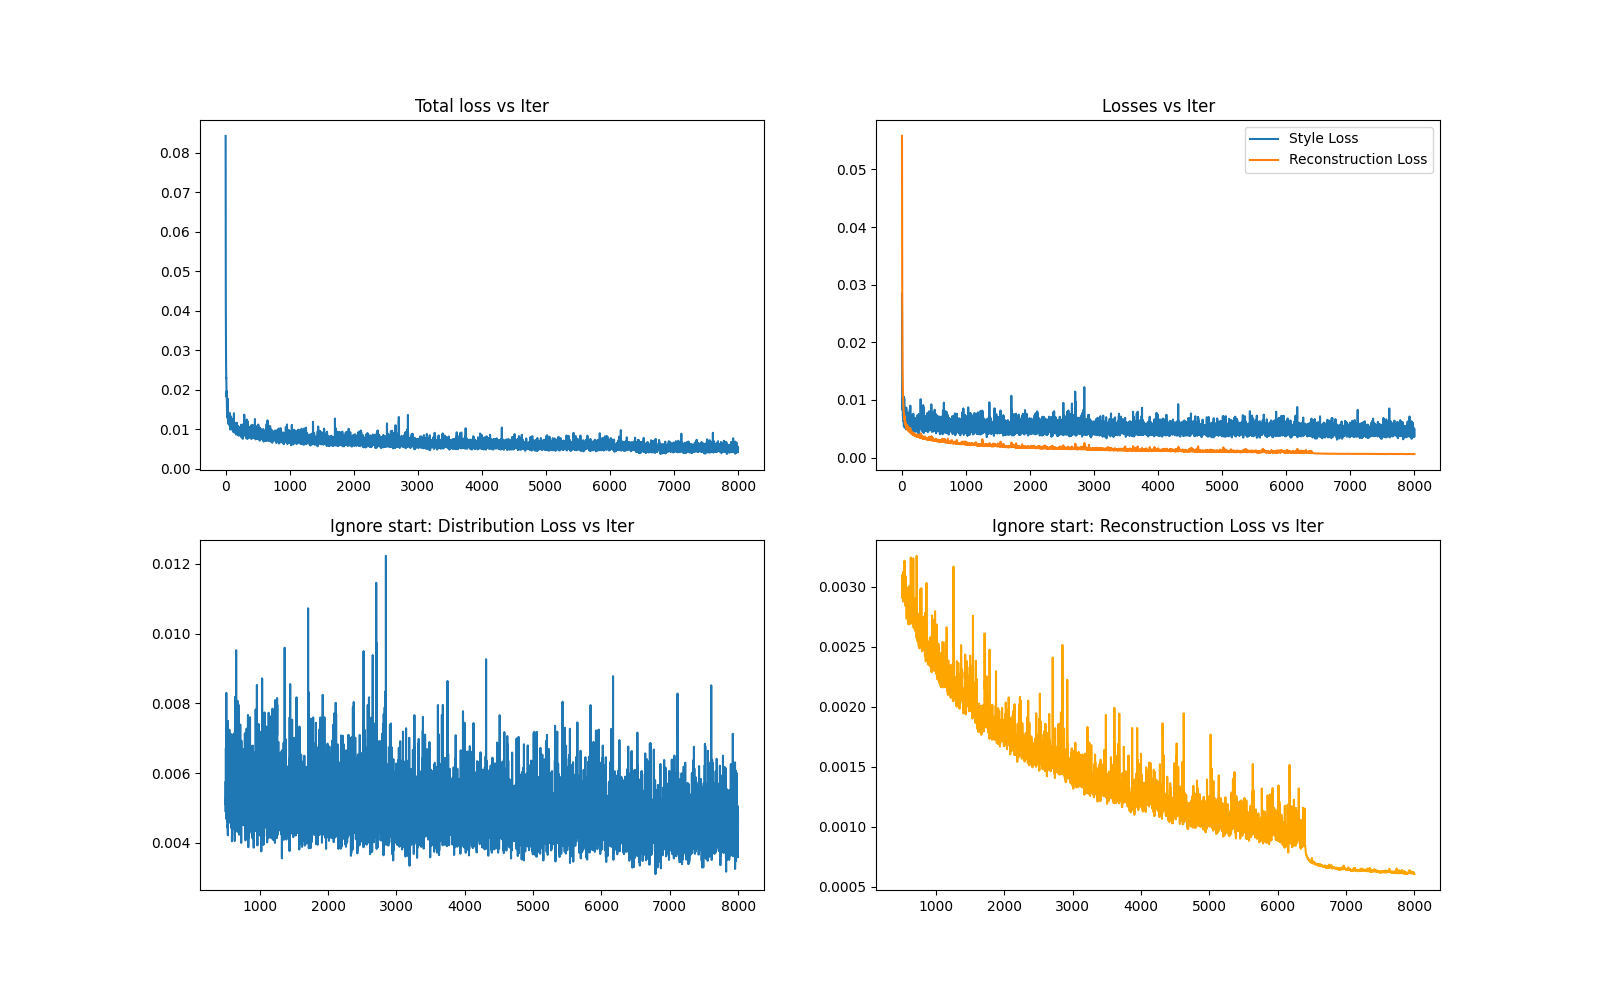 Total loss vs Iter
0.08
0.07
0.06
0.05
0.04
0.03
0.02
0.01
0.00
0 1000 2000 3000 4000 5000 6000 7000 8000
Losses vs Iter
Style Loss
Reconstruction Loss
0.05
0.04
0.03
0.02
0.01
0.00
0 1000 2000 3000 4000 5000 6000 7000 8000
Ignore start: Distribution Loss vs Iter
0.012
0.010
0.008
0.006
0.004
1000 2000 3000 4000 5000 6000 7000 8000
Ignore start: Reconstruction Loss vs Iter
0.0030
0.0025
0.0020
0.0015
0.0010
0.0005
1000 2000 3000 4000 5000 6000 7000 8000